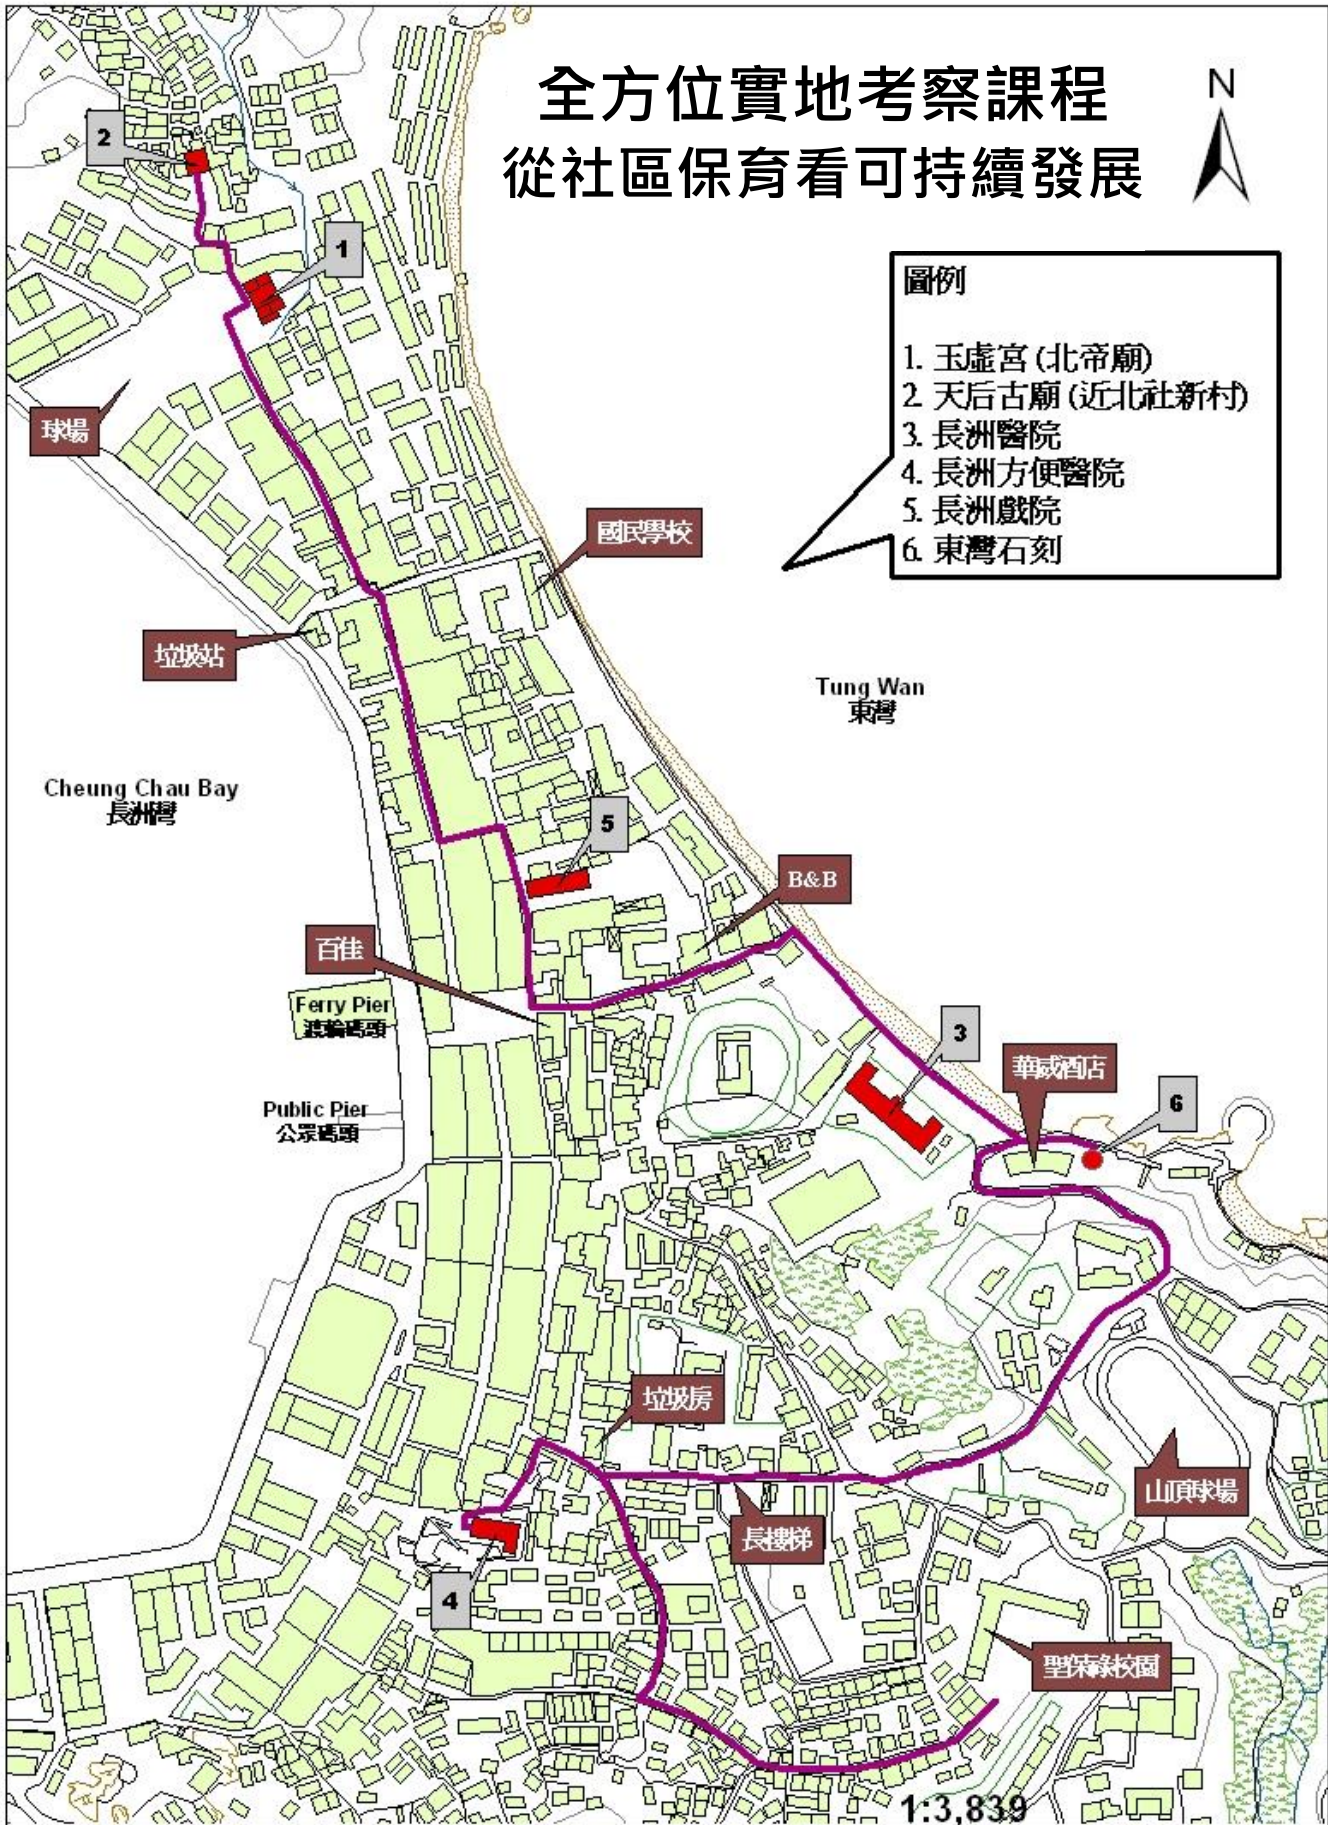 全方位實地考察課程
從社區保育看可持續發展
N
2
1
圖例
1. 玉虛宮 (北帝廟)
2. 天后古廟 (近北社新村)
3. 長洲醫院
4. 長洲方便醫院
5. 長洲戲院
6. 東灣石刻
球場
國民學校
垃圾站
Tung Wan
東灣
Cheung Chau Bay
長洲灣
5
B&B
百佳
Ferry Pier
渡輪碼頭
3
華威酒店
6
Public Pier
公眾碼頭
垃圾房
山頂球場
長樓梯
4
聖保祿校園
1:3,839